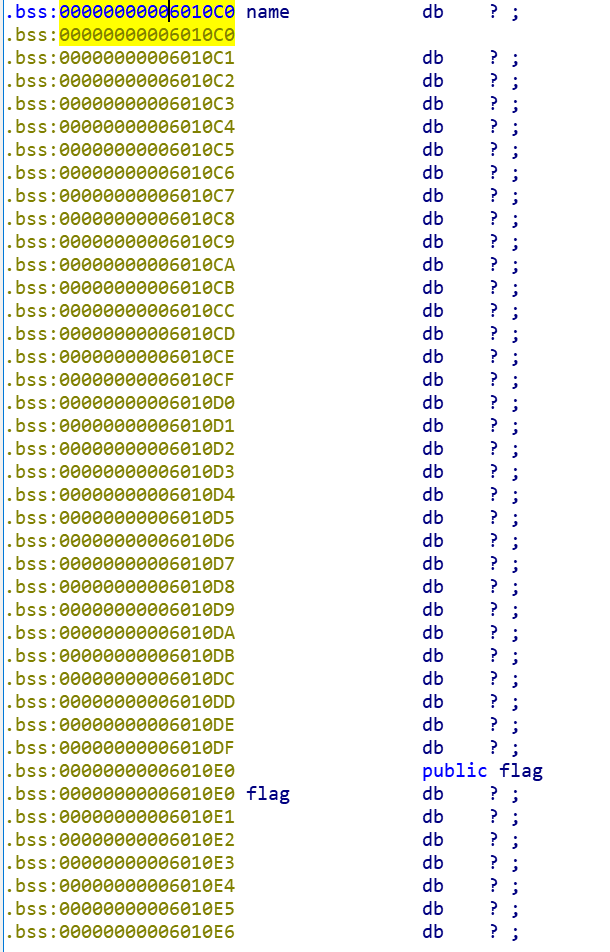 .bss:00000000006010C0 name db ? ;
.bss:00000000006010C0
.bss:00000000006010C1 db ? ;
.bss:00000000006010C2 db ? ;
.bss:00000000006010C3 db ? ;
.bss:00000000006010C4 db ? ;
.bss:00000000006010C5 db ? ;
.bss:00000000006010C6 db ? ;
.bss:00000000006010C7 db ? ;
.bss:00000000006010C8 db ? ;
.bss:00000000006010C9 db ? ;
.bss:00000000006010CA db ? ;
.bss:00000000006010CB db ? ;
.bss:00000000006010CC db ? ;
.bss:00000000006010CD db ? ;
.bss:00000000006010CE db ? ;
.bss:00000000006010CF db ? ;
.bss:00000000006010D0 db ? ;
.bss:00000000006010D1 db ? ;
.bss:00000000006010D2 db ? ;
.bss:00000000006010D3 db ? ;
.bss:00000000006010D4 db ? ;
.bss:00000000006010D5 db ? ;
.bss:00000000006010D6 db ? ;
.bss:00000000006010D7 db ? ;
.bss:00000000006010D8 db ? ;
.bss:00000000006010D9 db ? ;
.bss:00000000006010DA db ? ;
.bss:00000000006010DB db ? ;
.bss:00000000006010DC db ? ;
.bss:00000000006010DD db ? ;
.bss:00000000006010DE db ? ;
.bss:00000000006010DF db ? ;
.bss:00000000006010E0 public flag
.bss:00000000006010E0 flag db ? ;
.bss:00000000006010E1 db ? ;
.bss:00000000006010E2 db ? ;
.bss:00000000006010E3 db ? ;
.bss:00000000006010E4 db ? ;
.bss:00000000006010E5 db ? ;
.bss:00000000006010E6 db ? ;